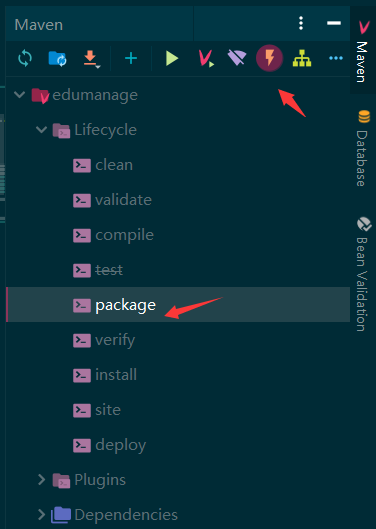 Maven
edumanage
Lifecycle
clean
validate
compile
test
package
verify
install
site
deploy
Plugins
Dependencies
Maven
Database
Bean Validation